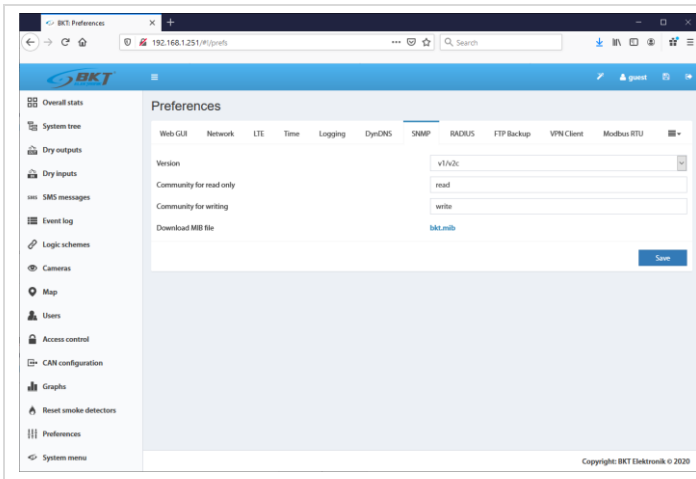 BKT: Preferences
192.168.1.251/#!/prefs
Search
BKT
guest
Overall stats
System tree
Dry outputs
Dry inputs
SMS SMS messages
Event log
Logic schemes
Cameras
Map
Users
Access control
CAN configuration
Graphs
Reset smoke detectors
Preferences
System menu
Preferences
Web GUI Network LTE Time Logging DynDNS SNMP RADIUS FTP Backup VPN Client Modbus RTU
Version v1/v2c
Community for read only read
Community for writing write
Download MIB file bkt.mib
Save
Copyright: BKT Elektronik © 2020